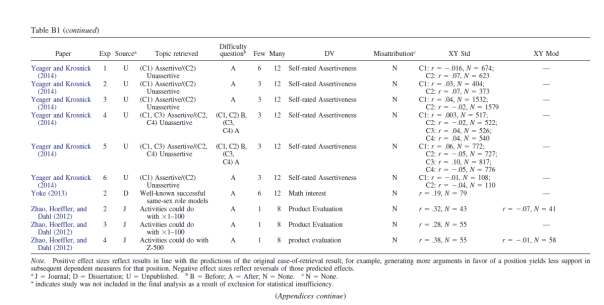 Table B1 (continued)
Difficulty
Paper Exp Sourceᵃ Topic retrieved questionᵇ Few Many DV Misattributionᶜ XY Std XY Mod
Yeager and Krosnick 1 U (C1) Assertive/(C2) A 6 12 Self-rated Assertiveness N C1: r = −.016, N = 674; —
(2014) Unassertive C2: r = .07, N = 623
Yeager and Krosnick 2 U (C1) Assertive/(C2) A 3 12 Self-rated Assertiveness N C1: r = .03, N = 404; —
(2014) Unassertive C2: r = .07, N = 373
Yeager and Krosnick 3 U (C1) Assertive/(C2) A 3 12 Self-rated Assertiveness N C1: r = .04, N = 1532; —
(2014) Unassertive C2: r = −.02, N = 1579
Yeager and Krosnick 4 U (C1, C3) Assertive/(C2, (C1, C2) B, 3 12 Self-rated Assertiveness N C1: r = .003, N = 517; —
(2014) C4) Unassertive (C3, C2: r = −.02, N = 522;
C4) A C3: r = .04, N = 526;
C4: r = .04, N = 540
Yeager and Krosnick 5 U (C1, C3) Assertive/(C2, (C1, C2) B, 3 12 Self-rated Assertiveness N C1: r = .06, N = 772; —
(2014) C4) Unassertive (C3, C2: r = −.05, N = 727;
C4) A C3: r = .10, N = 817;
C4: r = −.05, N = 776
Yeager and Krosnick 6 U (C1) Assertive/(C2) A 3 12 Self-rated Assertiveness N C1: r = −.01, N = 108; —
(2014) Unassertive C2: r = −.04, N = 110
Yoke (2013) 2 D Well-known successful A 6 12 Math interest N r = .19, N = 79 —
same-sex role models
Zhao, Hoeffler, and 2 J Activities could do A 1 8 Product Evaluation N r = .32, N = 43 r = −.07, N = 41
Dahl (2012) with ×1–100
Zhao, Hoeffler, and 3 J Activities could do A 1 8 Product Evaluation N r = .28, N = 55 —
Dahl (2012) with ×1–100
Zhao, Hoeffler, and 4 J Activities could do with A 1 8 product evaluation N r = .38, N = 55 r = −.01, N = 58
Dahl (2012) Z-500
Note. Positive effect sizes reflect results in line with the predictions of the original ease-of-retrieval result; for example, generating more arguments in favor of a position yields less support in
subsequent dependent measures for that position. Negative effect sizes reflect reversals of those predicted effects.
ᵃ J = Journal; D = Dissertation; U = Unpublished. ᵇ B = Before; A = After; N = None. ᶜ N = None.
* indicates study was not included in the final analysis as a result of exclusion for statistical insufficiency.
(Appendices continue)